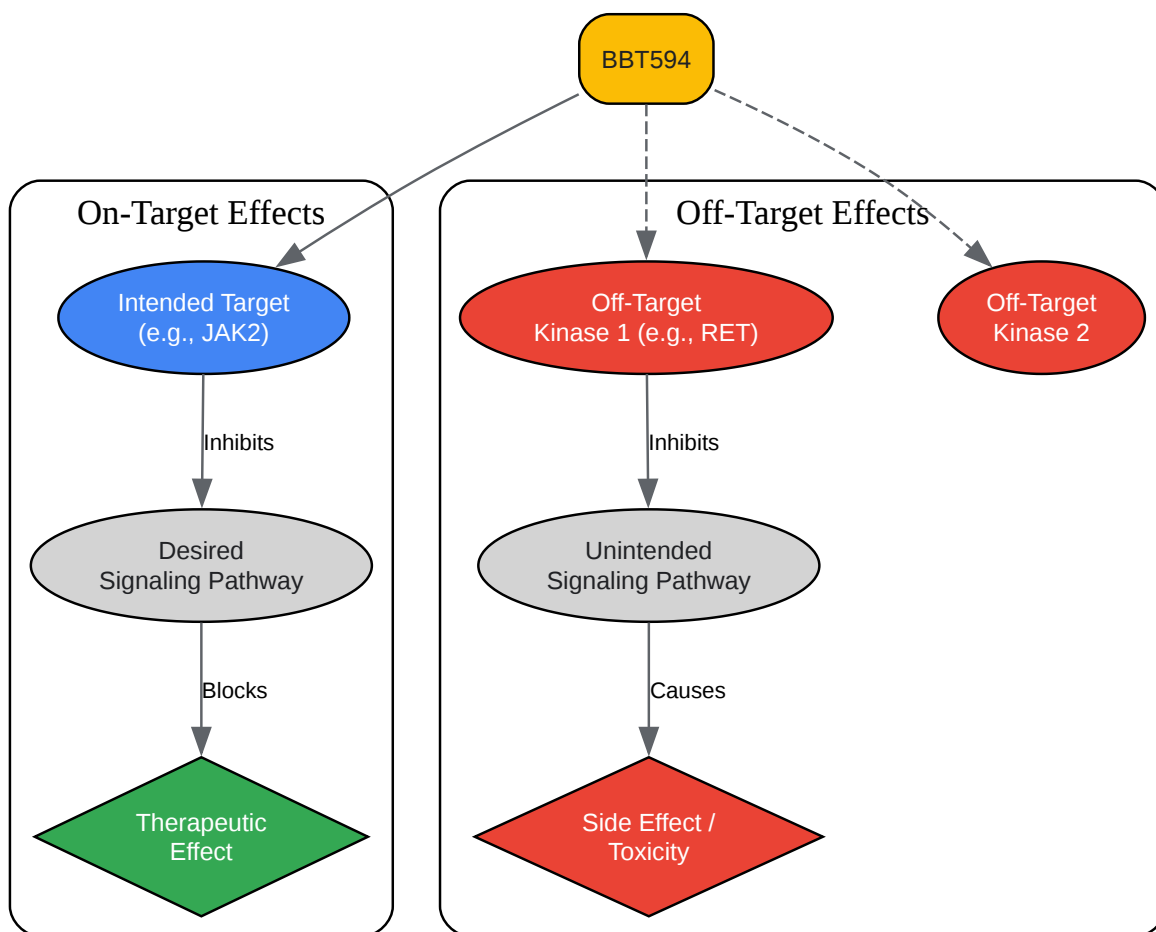 BBT594
On-Target Effects
Off-Target Effects
Intended Target
(e.g., JAK2)
Off-Target
Kinase 1 (e.g., RET)
Off-Target
Kinase 2
Inhibits
Inhibits
Desired
Signaling Pathway
Unintended
Signaling Pathway
Blocks
Causes
Therapeutic
Effect
Side Effect /
Toxicity